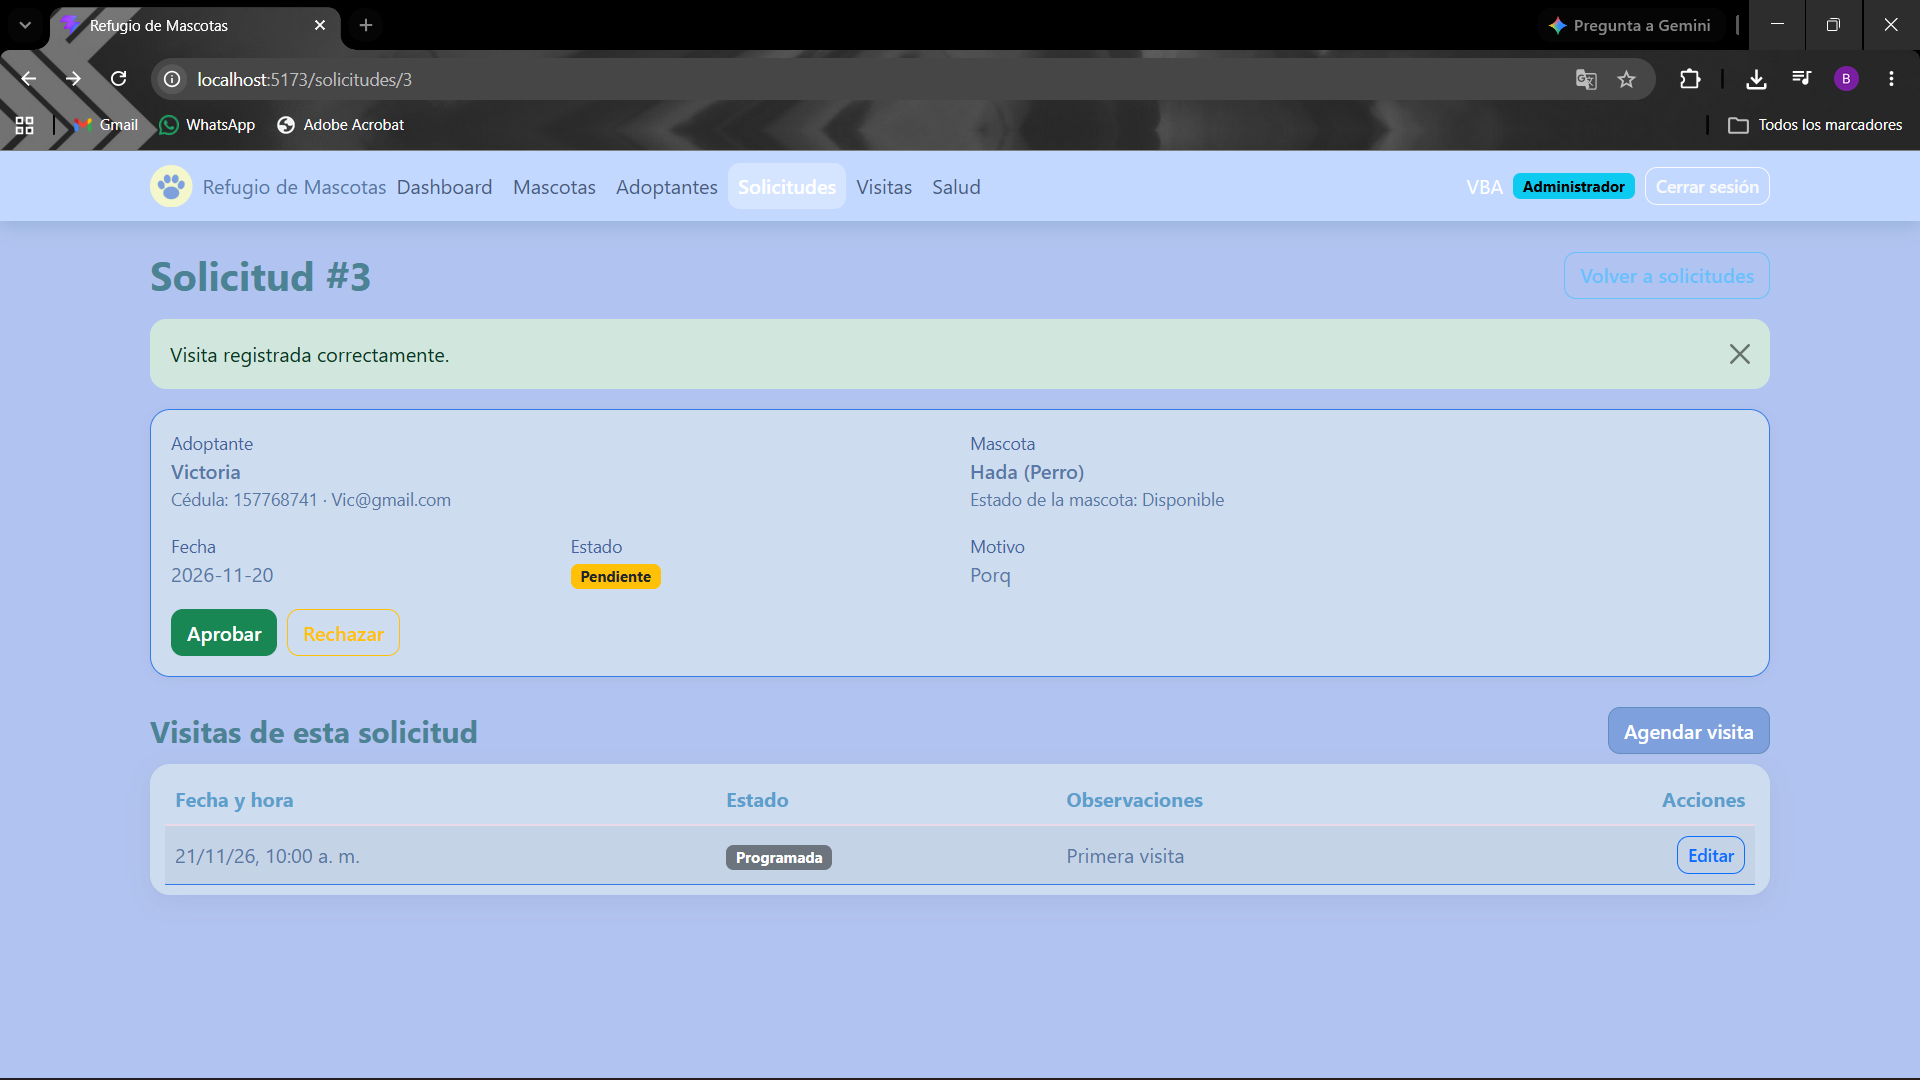 Refugio de Mascotas
Pregunta a Gemini
localhost:5173/solicitudes/3
B
Gmail
WhatsApp
Adobe Acrobat
Todos los marcadores
Refugio de Mascotas
Dashboard
Mascotas
Adoptantes
Solicitudes
Visitas
Salud
VBA
Administrador
Cerrar sesión
Solicitud #3
Volver a solicitudes
Visita registrada correctamente.
Adoptante
Victoria
Cédula: 157768741 · Vic@gmail.com
Mascota
Hada (Perro)
Estado de la mascota: Disponible
Fecha
2026-11-20
Estado
Pendiente
Motivo
Porq
Aprobar
Rechazar
Visitas de esta solicitud
Agendar visita
Fecha y hora
Estado
Observaciones
Acciones
21/11/26, 10:00 a. m.
Programada
Primera visita
Editar